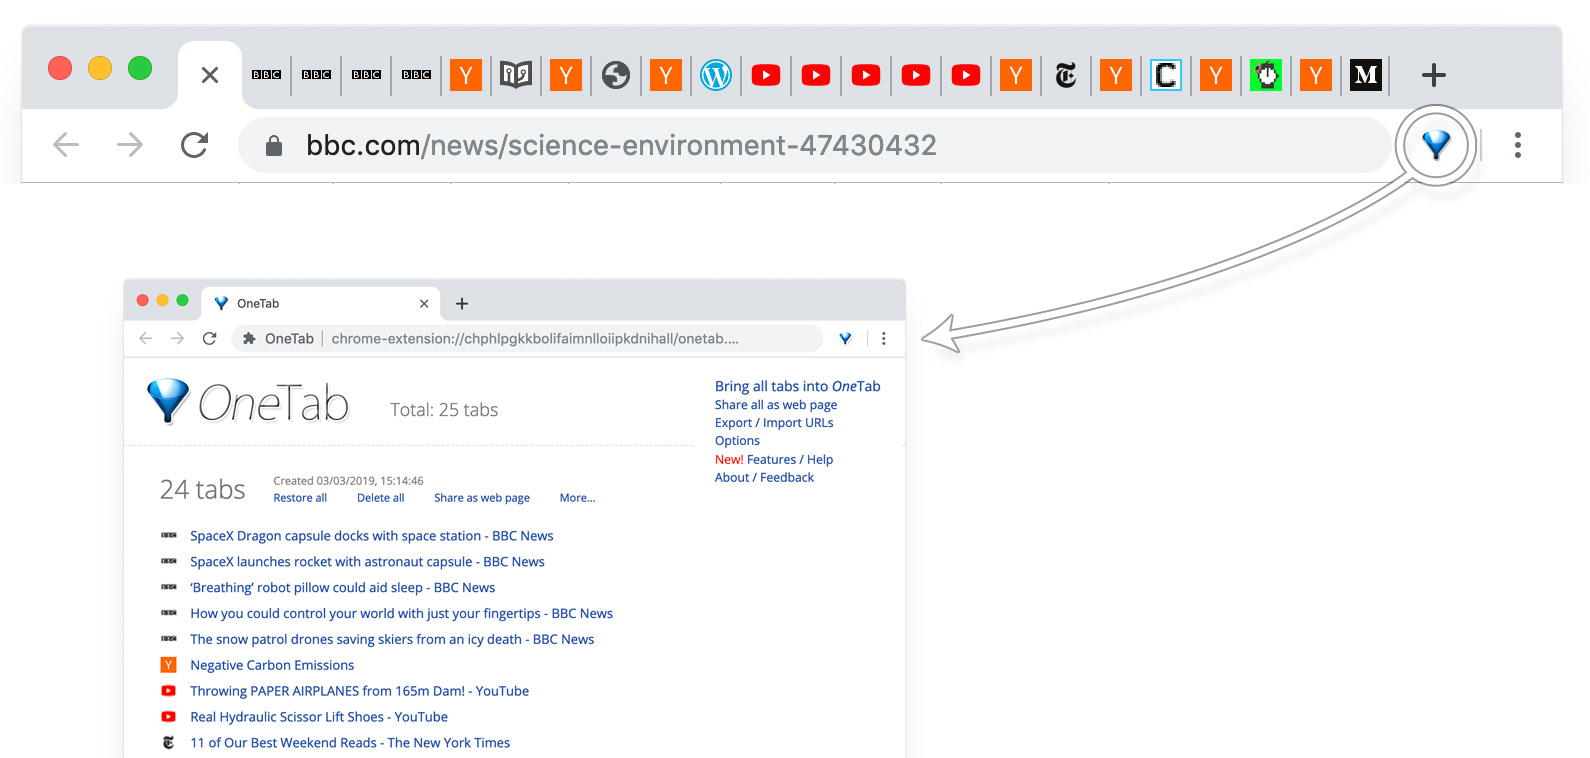 BBC BBC BBC BBC Y Y Y Y Y Y Y M
bbc.com/news/science-environment-47430432
OneTab
OneTab | chrome-extension://chphlpgkkbolifaimnlloiipkdnihall/onetab....
OneTab
Total: 25 tabs
Bring all tabs into OneTab
Share all as web page
Export / Import URLs
Options
New! Features / Help
About / Feedback
24 tabs
Created 03/03/2019, 15:14:46
Restore all Delete all Share as web page More...
SpaceX Dragon capsule docks with space station - BBC News
SpaceX launches rocket with astronaut capsule - BBC News
‘Breathing’ robot pillow could aid sleep - BBC News
How you could control your world with just your fingertips - BBC News
The snow patrol drones saving skiers from an icy death - BBC News
Y Negative Carbon Emissions
Throwing PAPER AIRPLANES from 165m Dam! - YouTube
Real Hydraulic Scissor Lift Shoes - YouTube
11 of Our Best Weekend Reads - The New York Times